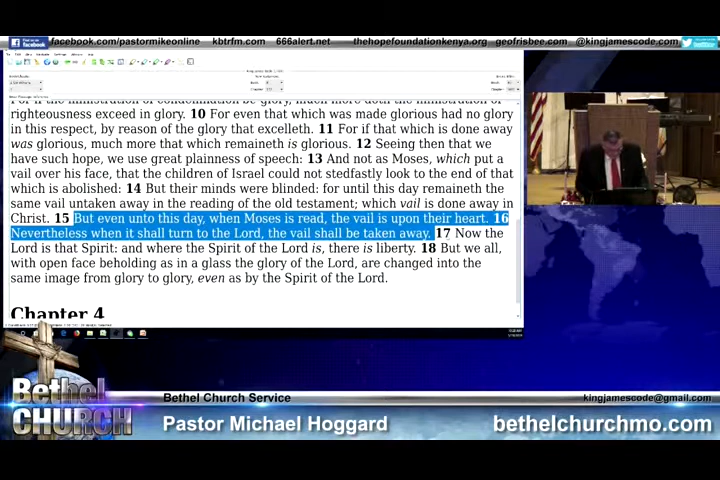 facebook.com/pastormikeonline kbtrfm.com 666alert.net thehopefoundationkenya.org geofrisbee.com @kingjamescode.com
facebook
righteousness exceed in glory. 10 For even that which was made glorious had no glory
in this respect, by reason of the glory that excelleth. 11 For if that which is done away
was glorious, much more that which remaineth is glorious. 12 Seeing then that we
have such hope, we use great plainness of speech: 13 And not as Moses, which put a
vail over his face, that the children of Israel could not stedfastly look to the end of that
which is abolished: 14 But their minds were blinded: for until this day remaineth the
same vail untaken away in the reading of the old testament; which vail is done away in
Christ. 15 But even unto this day, when Moses is read, the vail is upon their heart. 16
Nevertheless when it shall turn to the Lord, the vail shall be taken away. 17 Now the
Lord is that Spirit: and where the Spirit of the Lord is, there is liberty. 18 But we all,
with open face beholding as in a glass the glory of the Lord, are changed into the
same image from glory to glory, even as by the Spirit of the Lord.
Chapter 4
Bethel
CHURCH
Bethel Church Service
kingjamescode@gmail.com
Pastor Michael Hoggard
bethelchurchmo.com